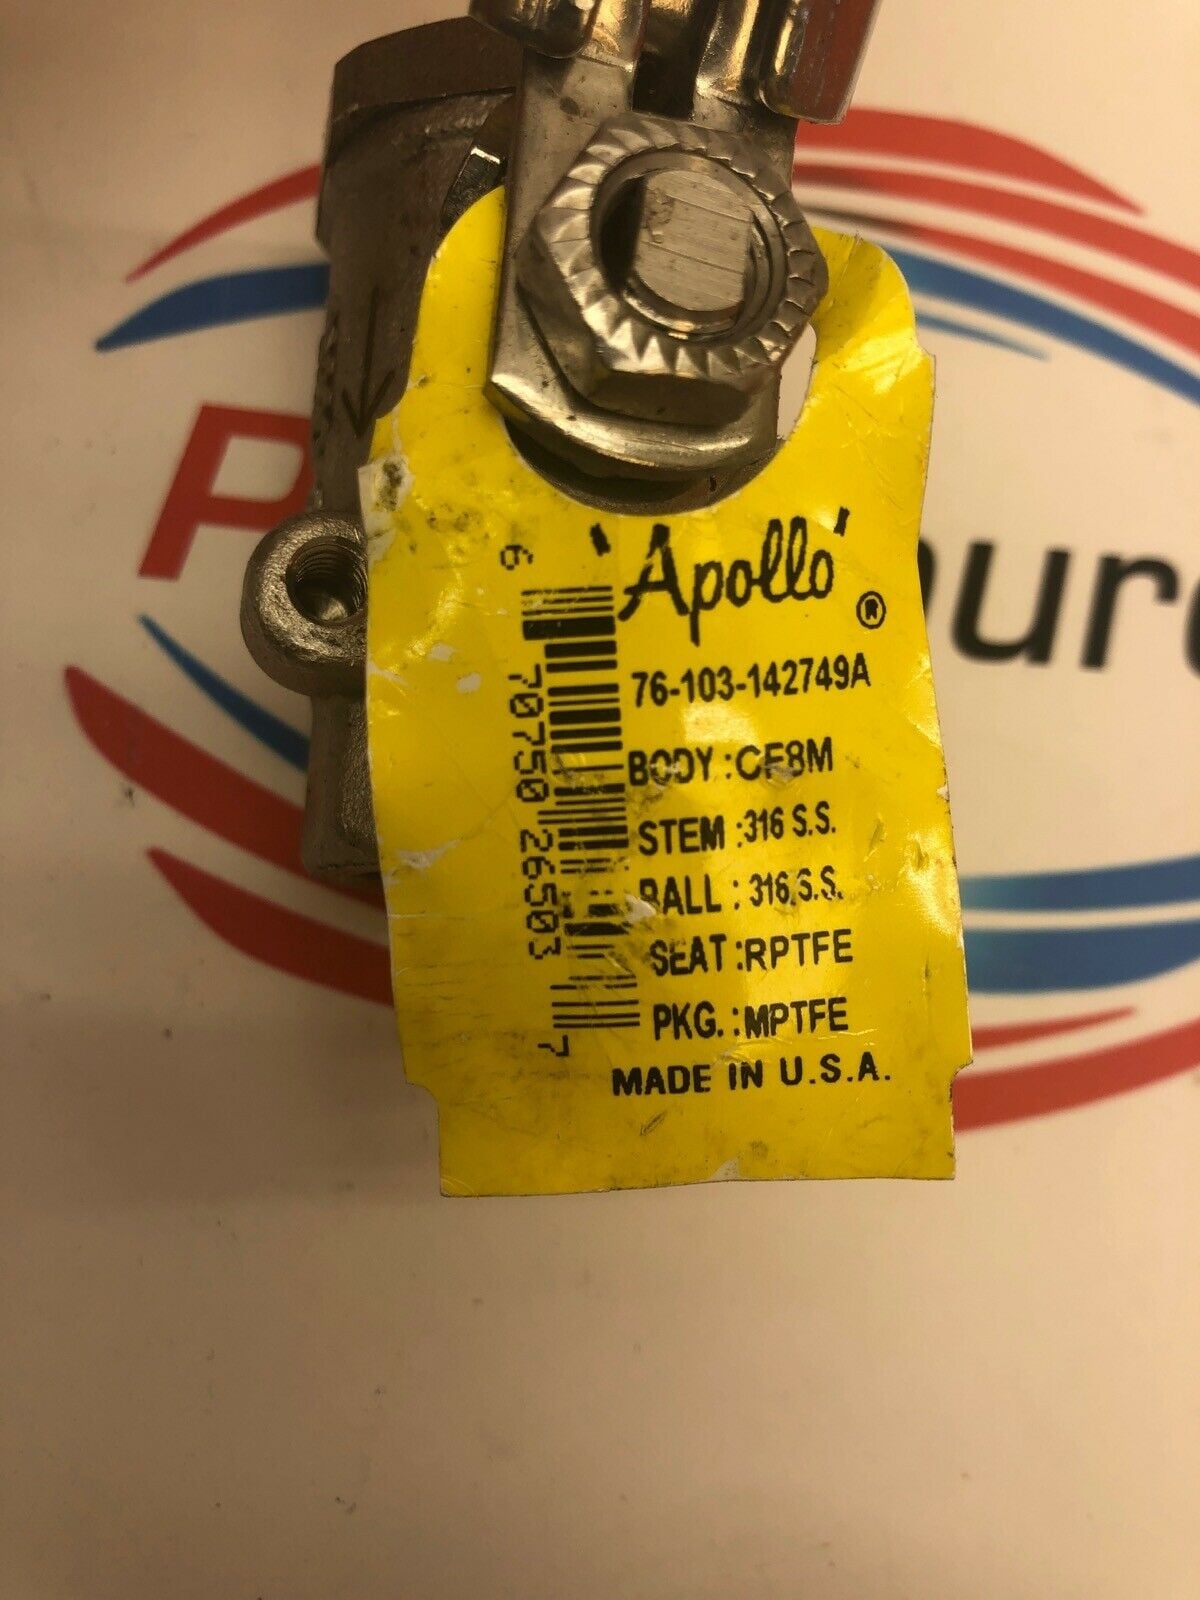 'Apollo' ®
76-103-142749A
BODY : CF8M
STEM : 316 S.S.
BALL : 316 S.S.
SEAT : RPTFE
PKG. : MPTFE
MADE IN U.S.A.
6 70750 26503 7